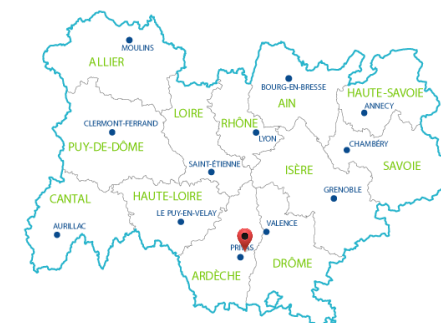 MOULINS
ALLIER
BOURG-EN-BRESSE
HAUTE-SAVOIE
AIN
ANNECY
LOIRE
CLERMONT-FERRAND
RHÔNE
LYON
PUY-DE-DÔME
CHAMBÉRY
SAINT-ÉTIENNE
ISÈRE
SAVOIE
GRENOBLE
CANTAL
HAUTE-LOIRE
LE PUY-EN-VELAY
AURILLAC
VALENCE
PRIVAS
DRÔME
ARDÈCHE